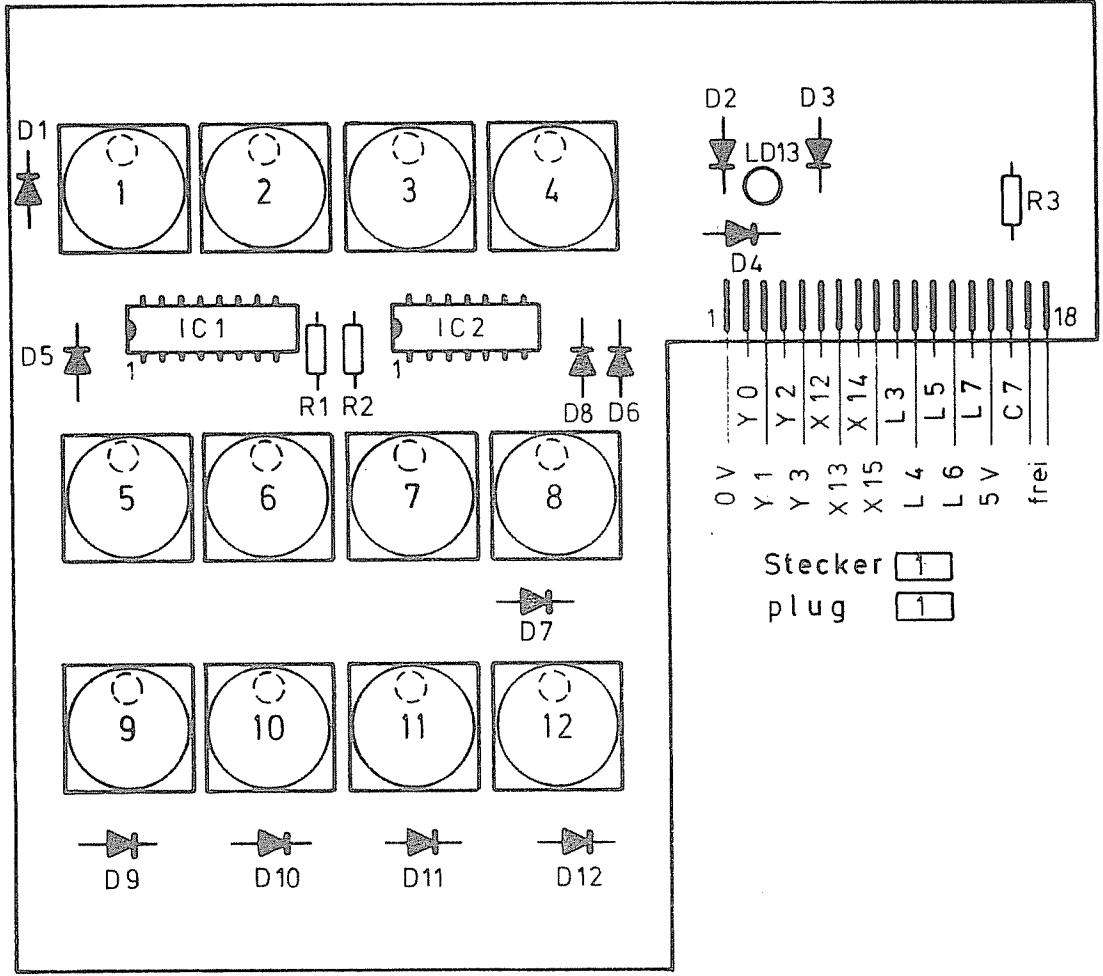 D2 D3
D1
LD13
1 2 3 4
R3
D4
IC1 IC2
1 18
D5
1 1
R1 R2 D8 D6
Y0 Y2 X12 X14 L3 L5 L7 C7
0V Y1 Y3 X13 X15 L4 L6 5V frei
5 6 7 8
Stecker 1
plug 1
D7
9 10 11 12
D9 D10 D11 D12